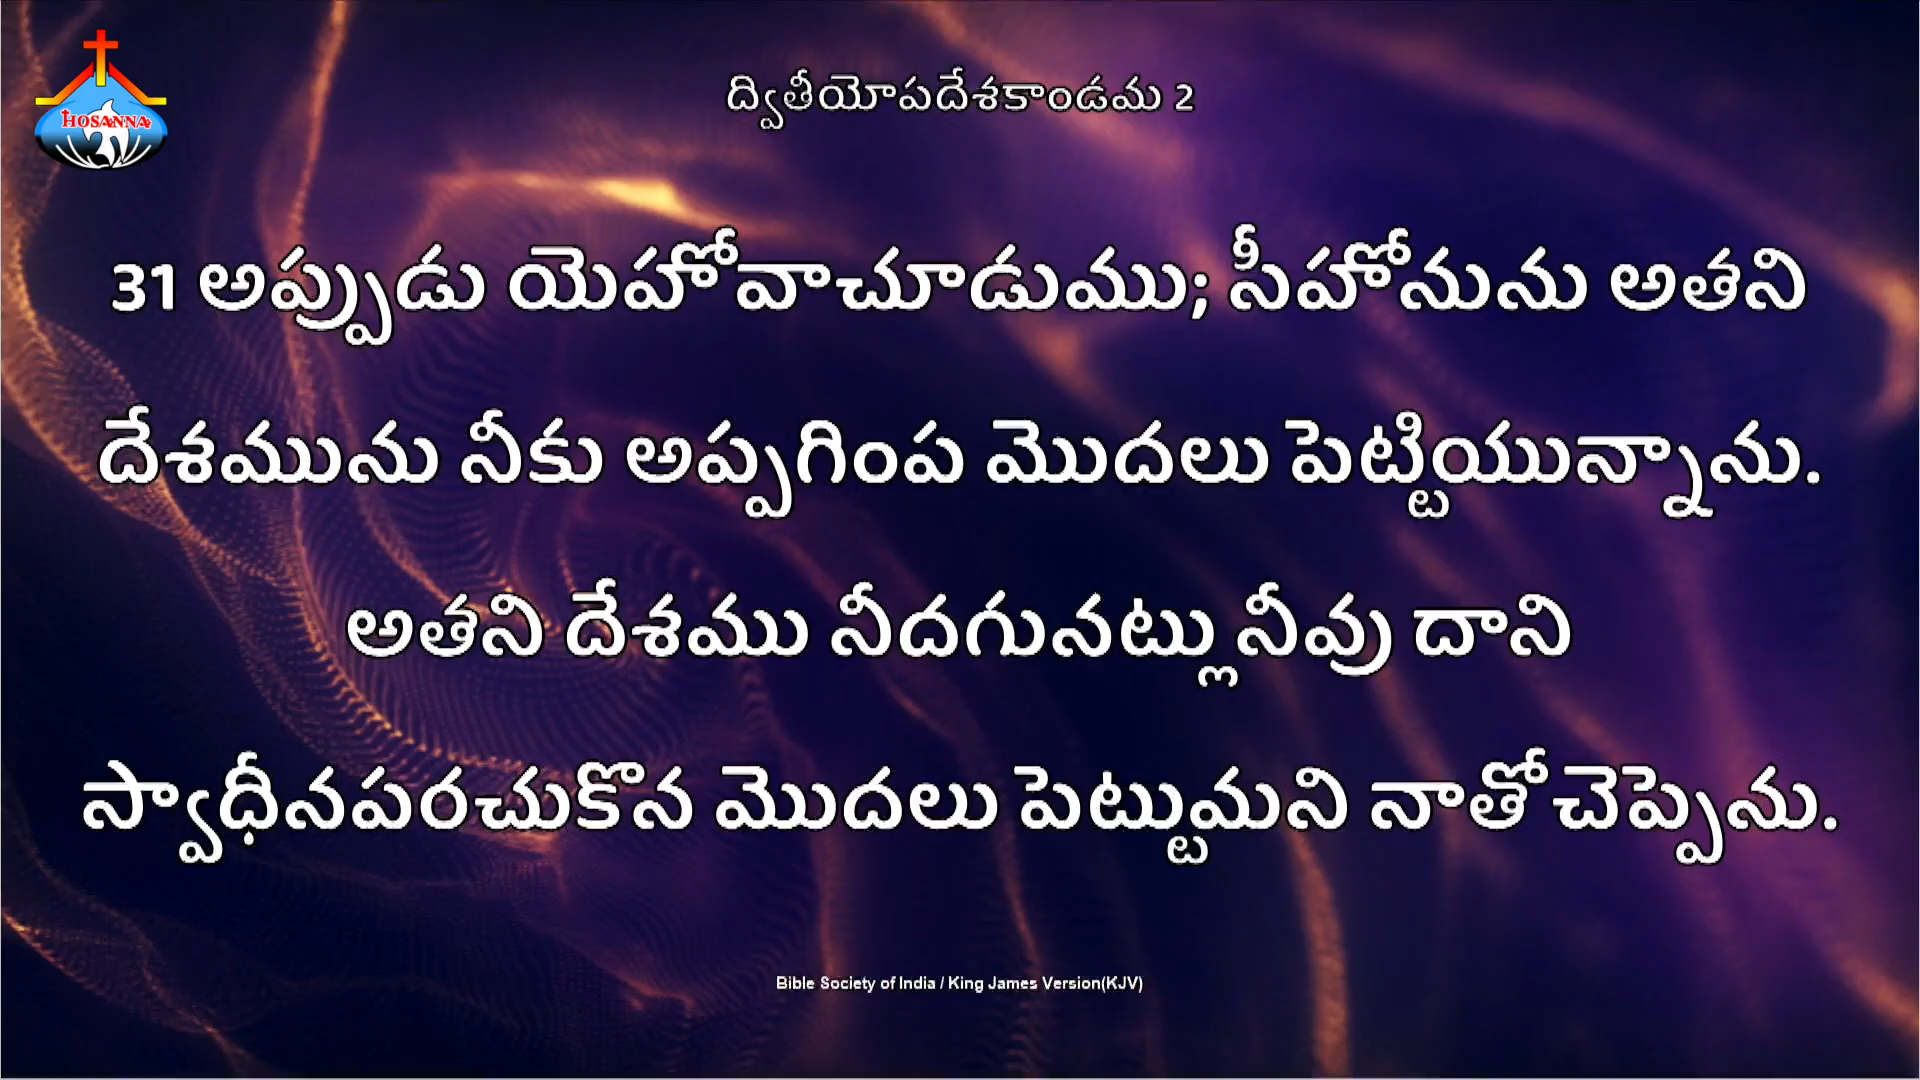 HOSANNA
ద్వితీయోపదేశకాండమ 2
31 అప్పుడు యెహోవాచూడుము; సీహోనును అతని
దేశమును నీకు అప్పగింప మొదలు పెట్టియున్నాను.
అతని దేశము నీదగునట్లునీవు దాని
స్వాధీనపరచుకొన మొదలు పెట్టుమని నాతోచెప్పెను.
Bible Society of India / King James Version(KJV)